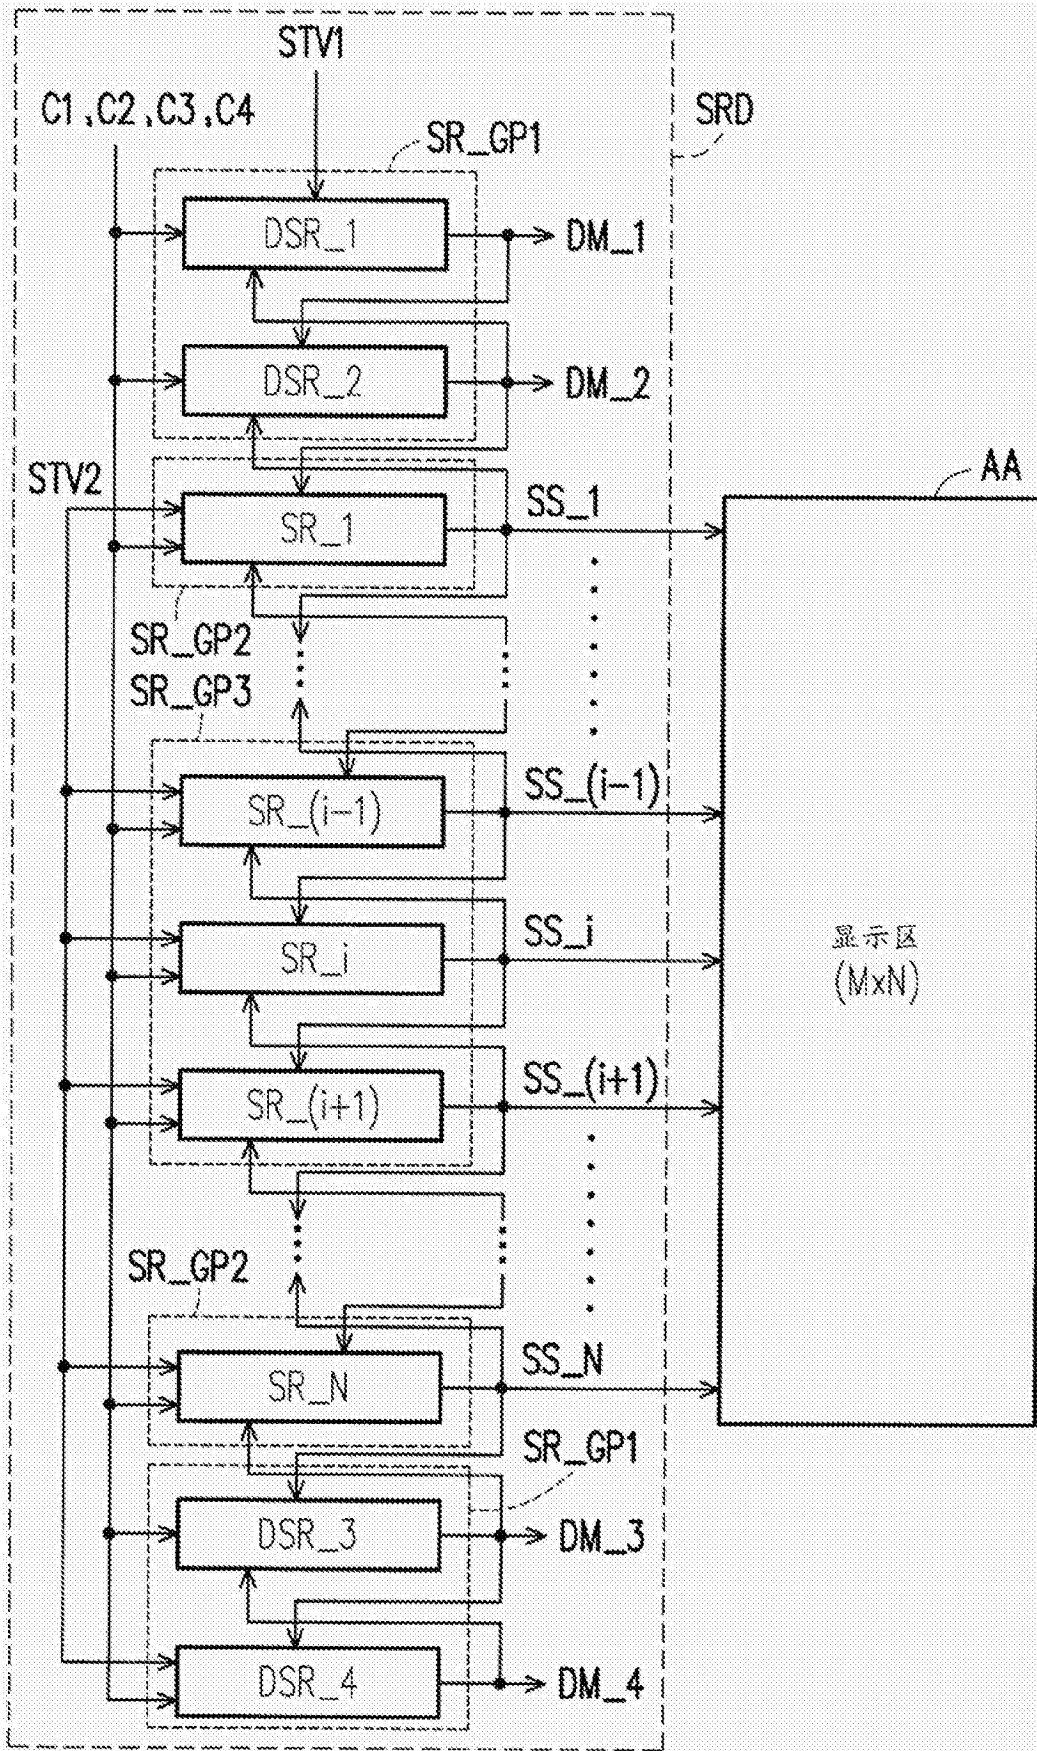 STV1
C1,C2,C3,C4
SRD
SR_GP1
DSR_1
DM_1
DSR_2
DM_2
STV2
AA
SS_1
SR_1
SR_GP2
SR_GP3
SS_(i-1)
SR_(i-1)
SS_i
SR_i
显示区
(MxN)
SS_(i+1)
SR_(i+1)
SR_GP2
SS_N
SR_N
SR_GP1
DSR_3
DM_3
DSR_4
DM_4